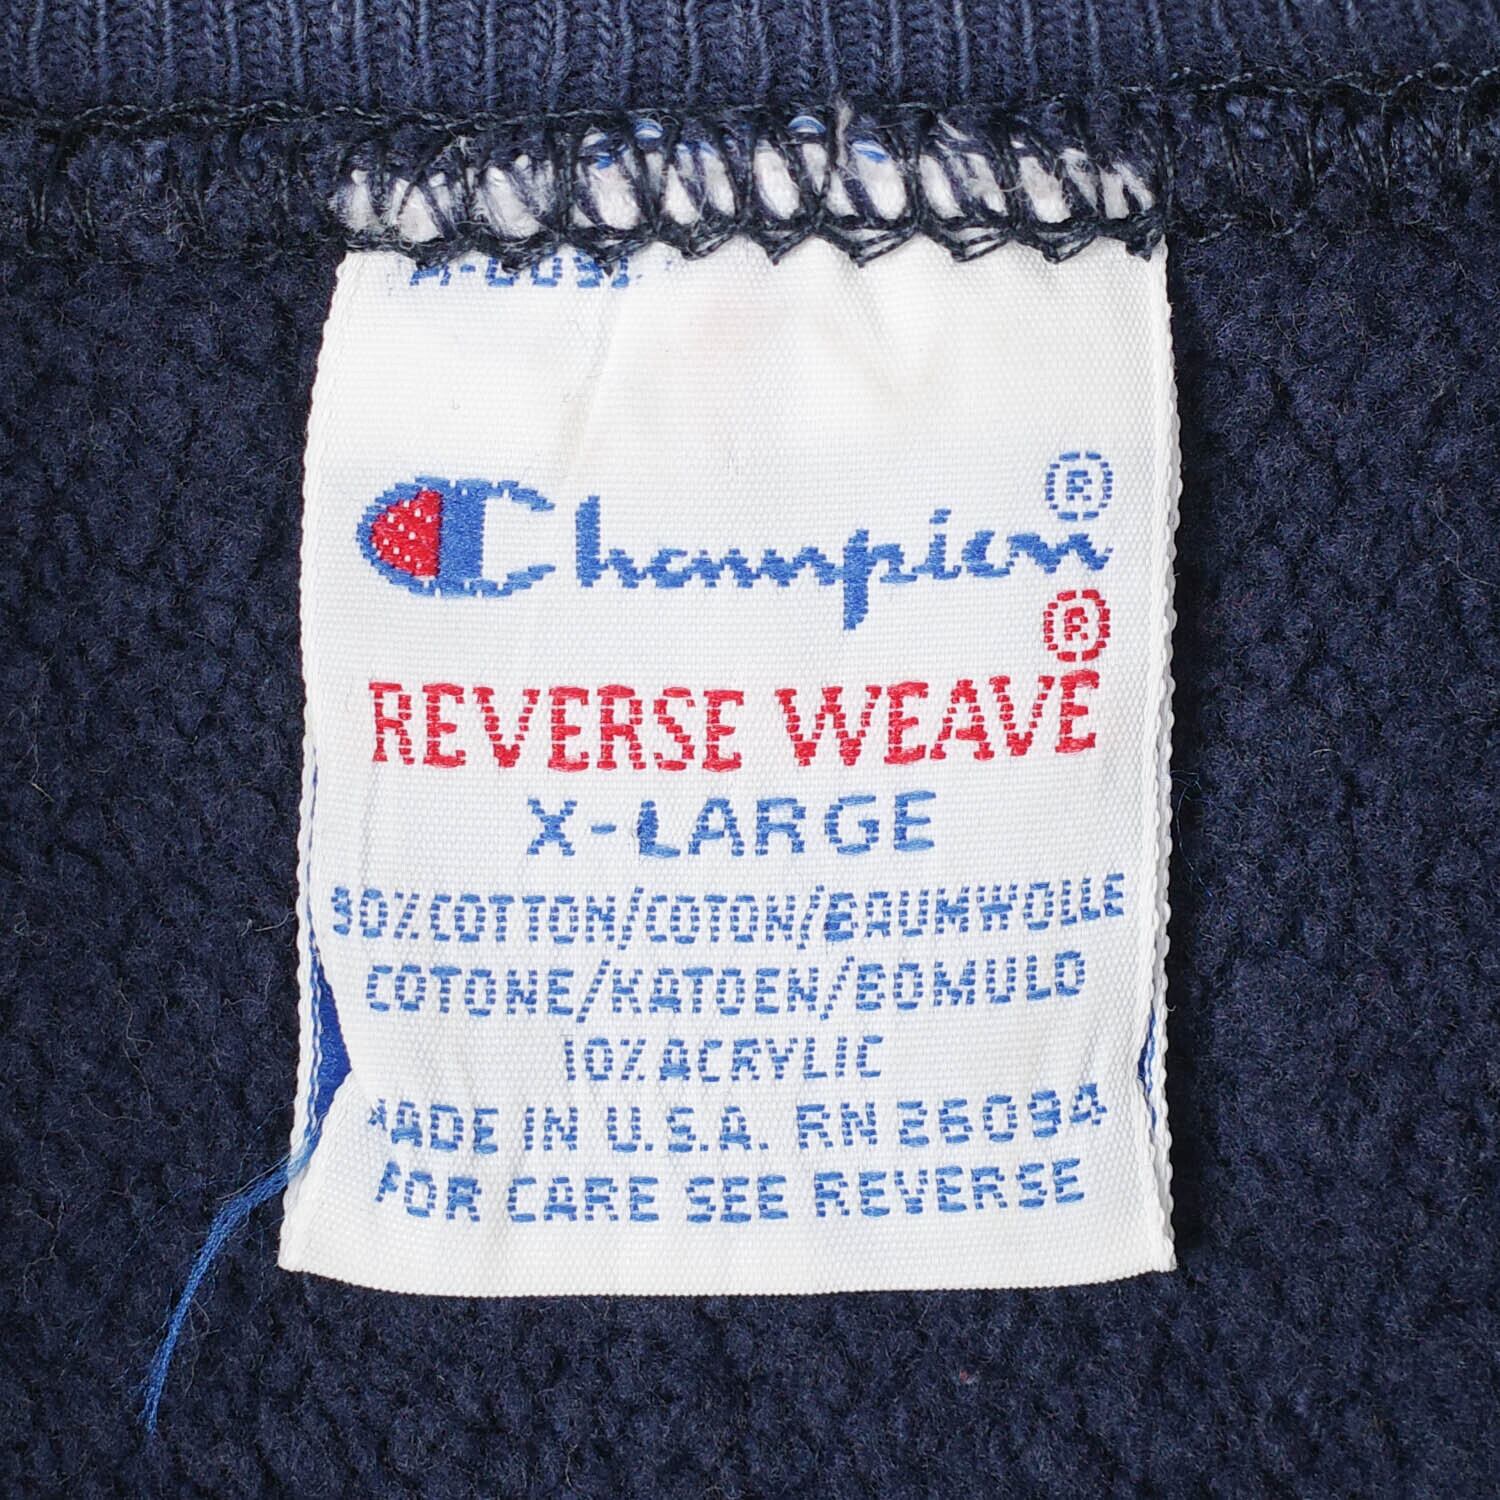 Champion®
®
REVERSE WEAVE
X-LARGE
90%COTTON/COTON/BAUMWOLLE
COTONE/KATOEN/BOMULD
10%ACRYLIC
MADE IN U.S.A. RN 26094
FOR CARE SEE REVERSE